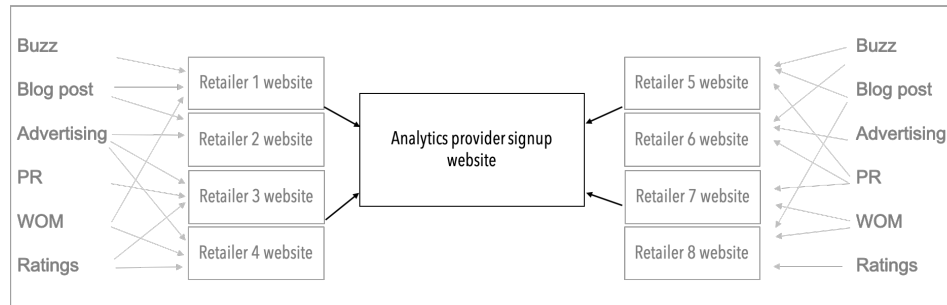 Buzz
Blog post
Advertising
PR
WOM
Ratings
Retailer 1 website
Retailer 2 website
Retailer 3 website
Retailer 4 website
Analytics provider signup
website
Retailer 5 website
Retailer 6 website
Retailer 7 website
Retailer 8 website
Buzz
Blog post
Advertising
PR
WOM
Ratings